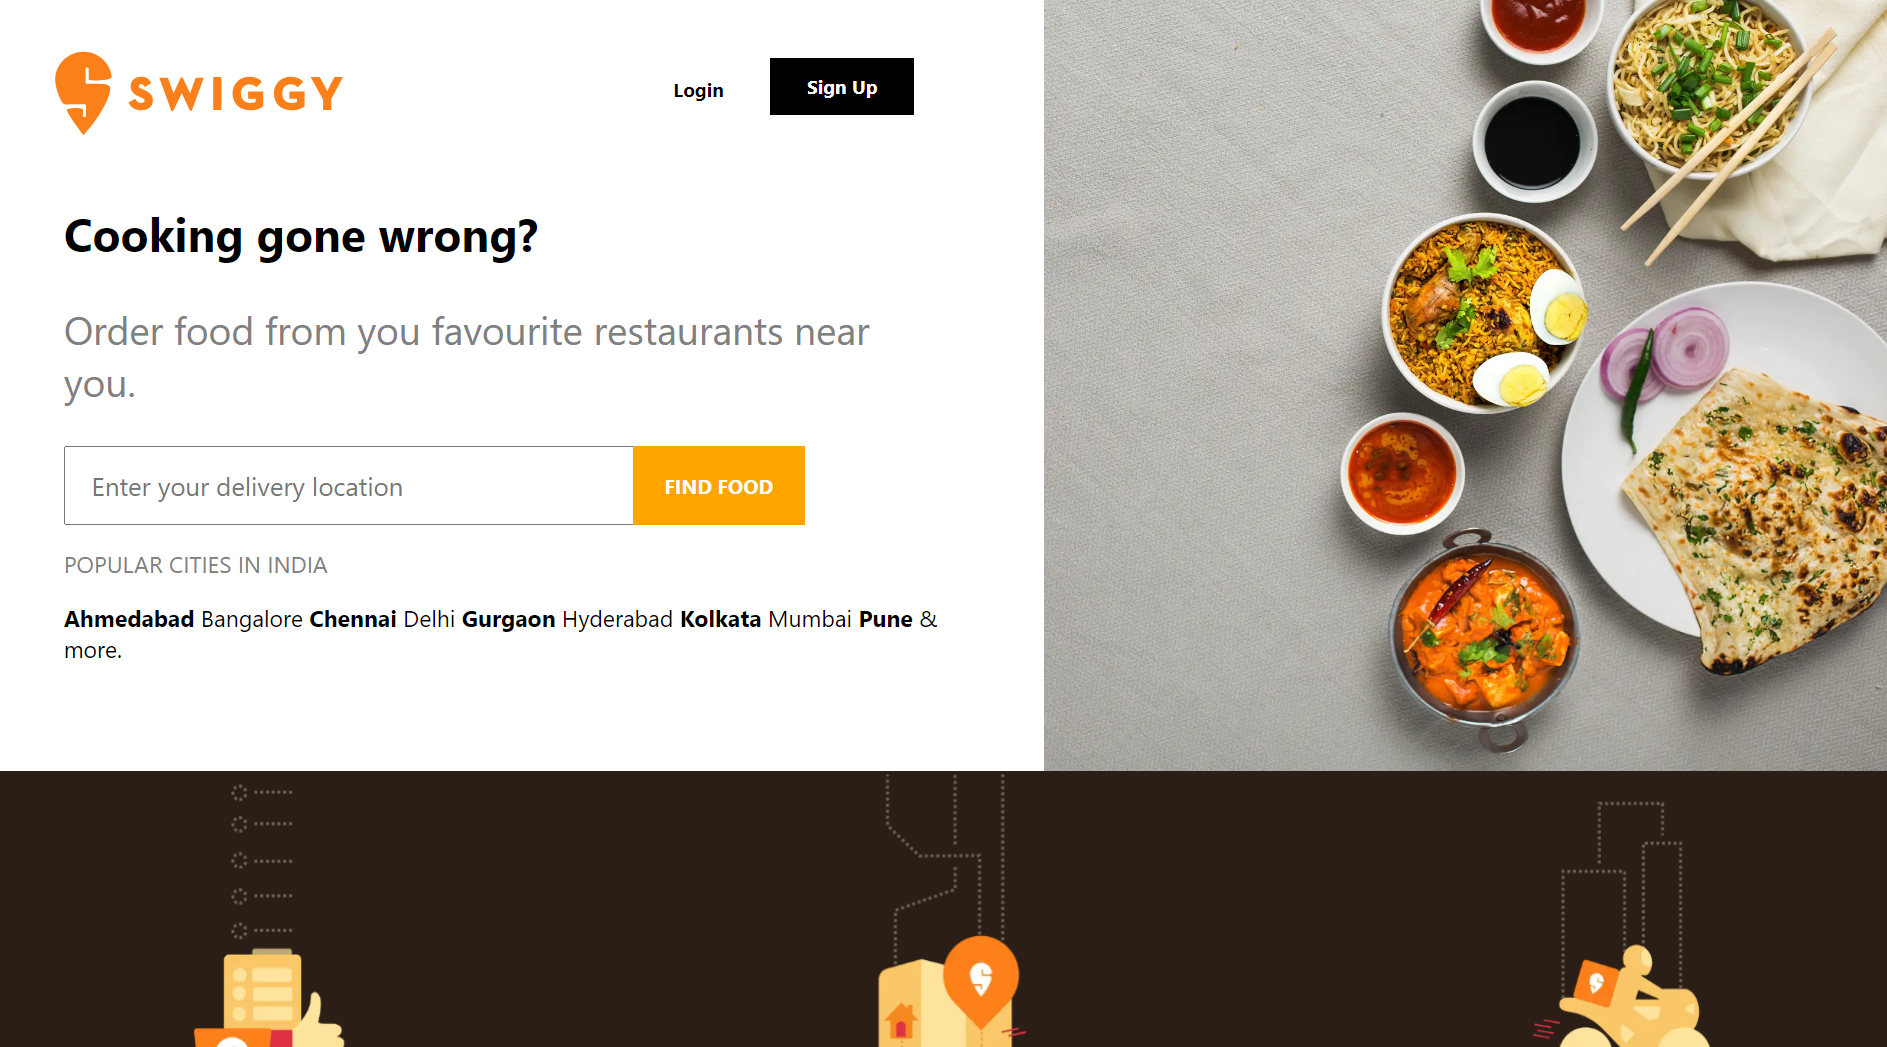 SWIGGY
Login
Sign Up
Cooking gone wrong?
Order food from you favourite restaurants near
you.
Enter your delivery location
FIND FOOD
POPULAR CITIES IN INDIA
Ahmedabad Bangalore Chennai Delhi Gurgaon Hyderabad Kolkata Mumbai Pune &
more.